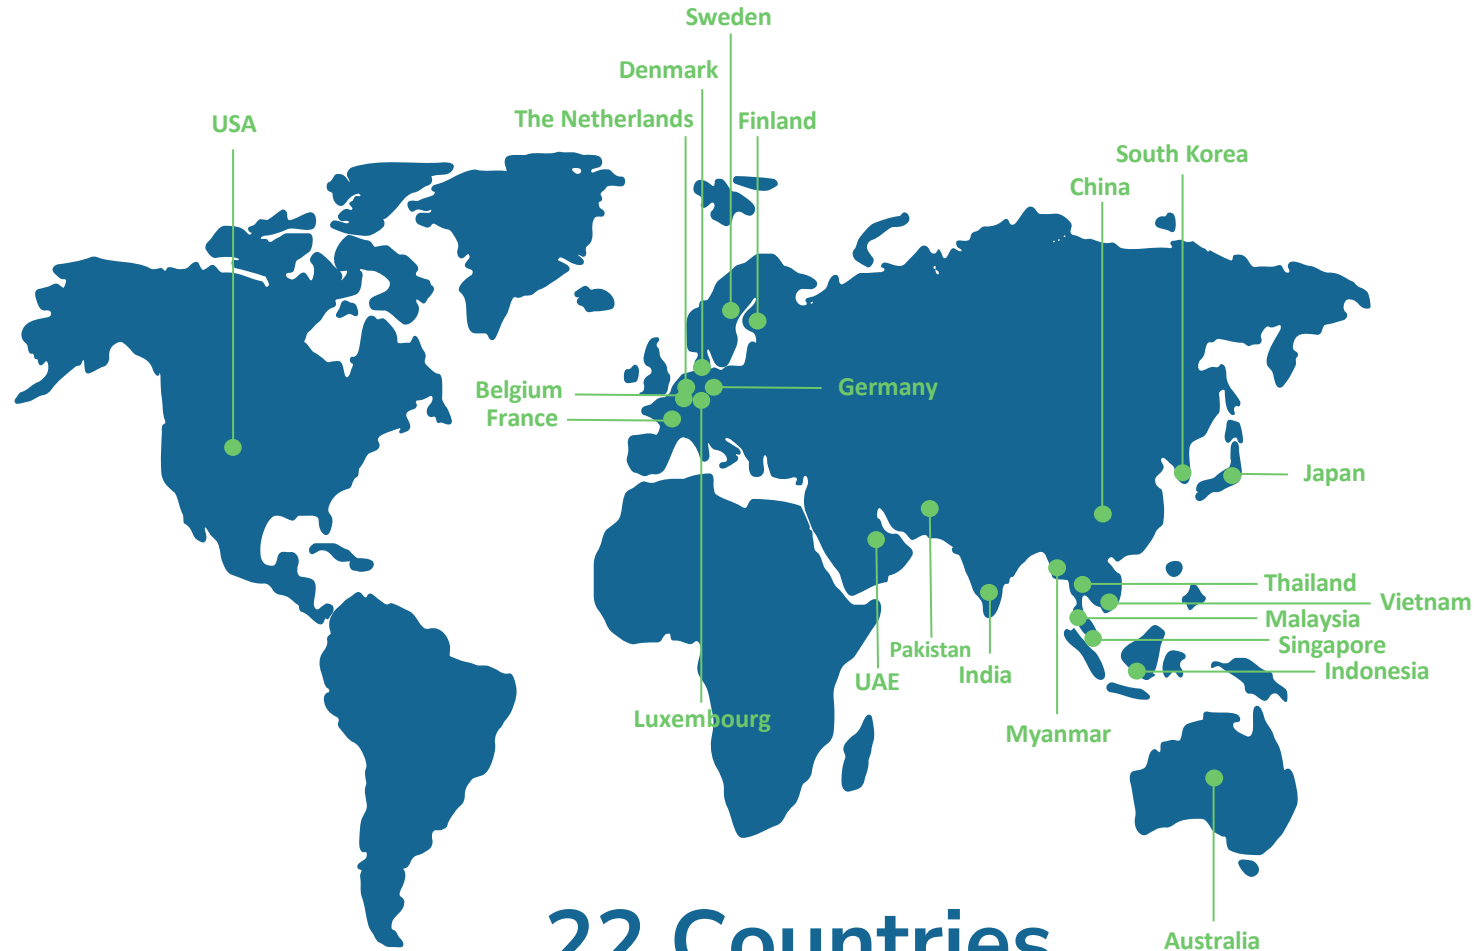 Sweden
Denmark
The Netherlands
Finland
USA
South Korea
China
Belgium
Germany
France
Japan
Thailand
Vietnam
Malaysia
Singapore
Pakistan
Indonesia
India
UAE
Luxembourg
Myanmar
22 Countries
Australia